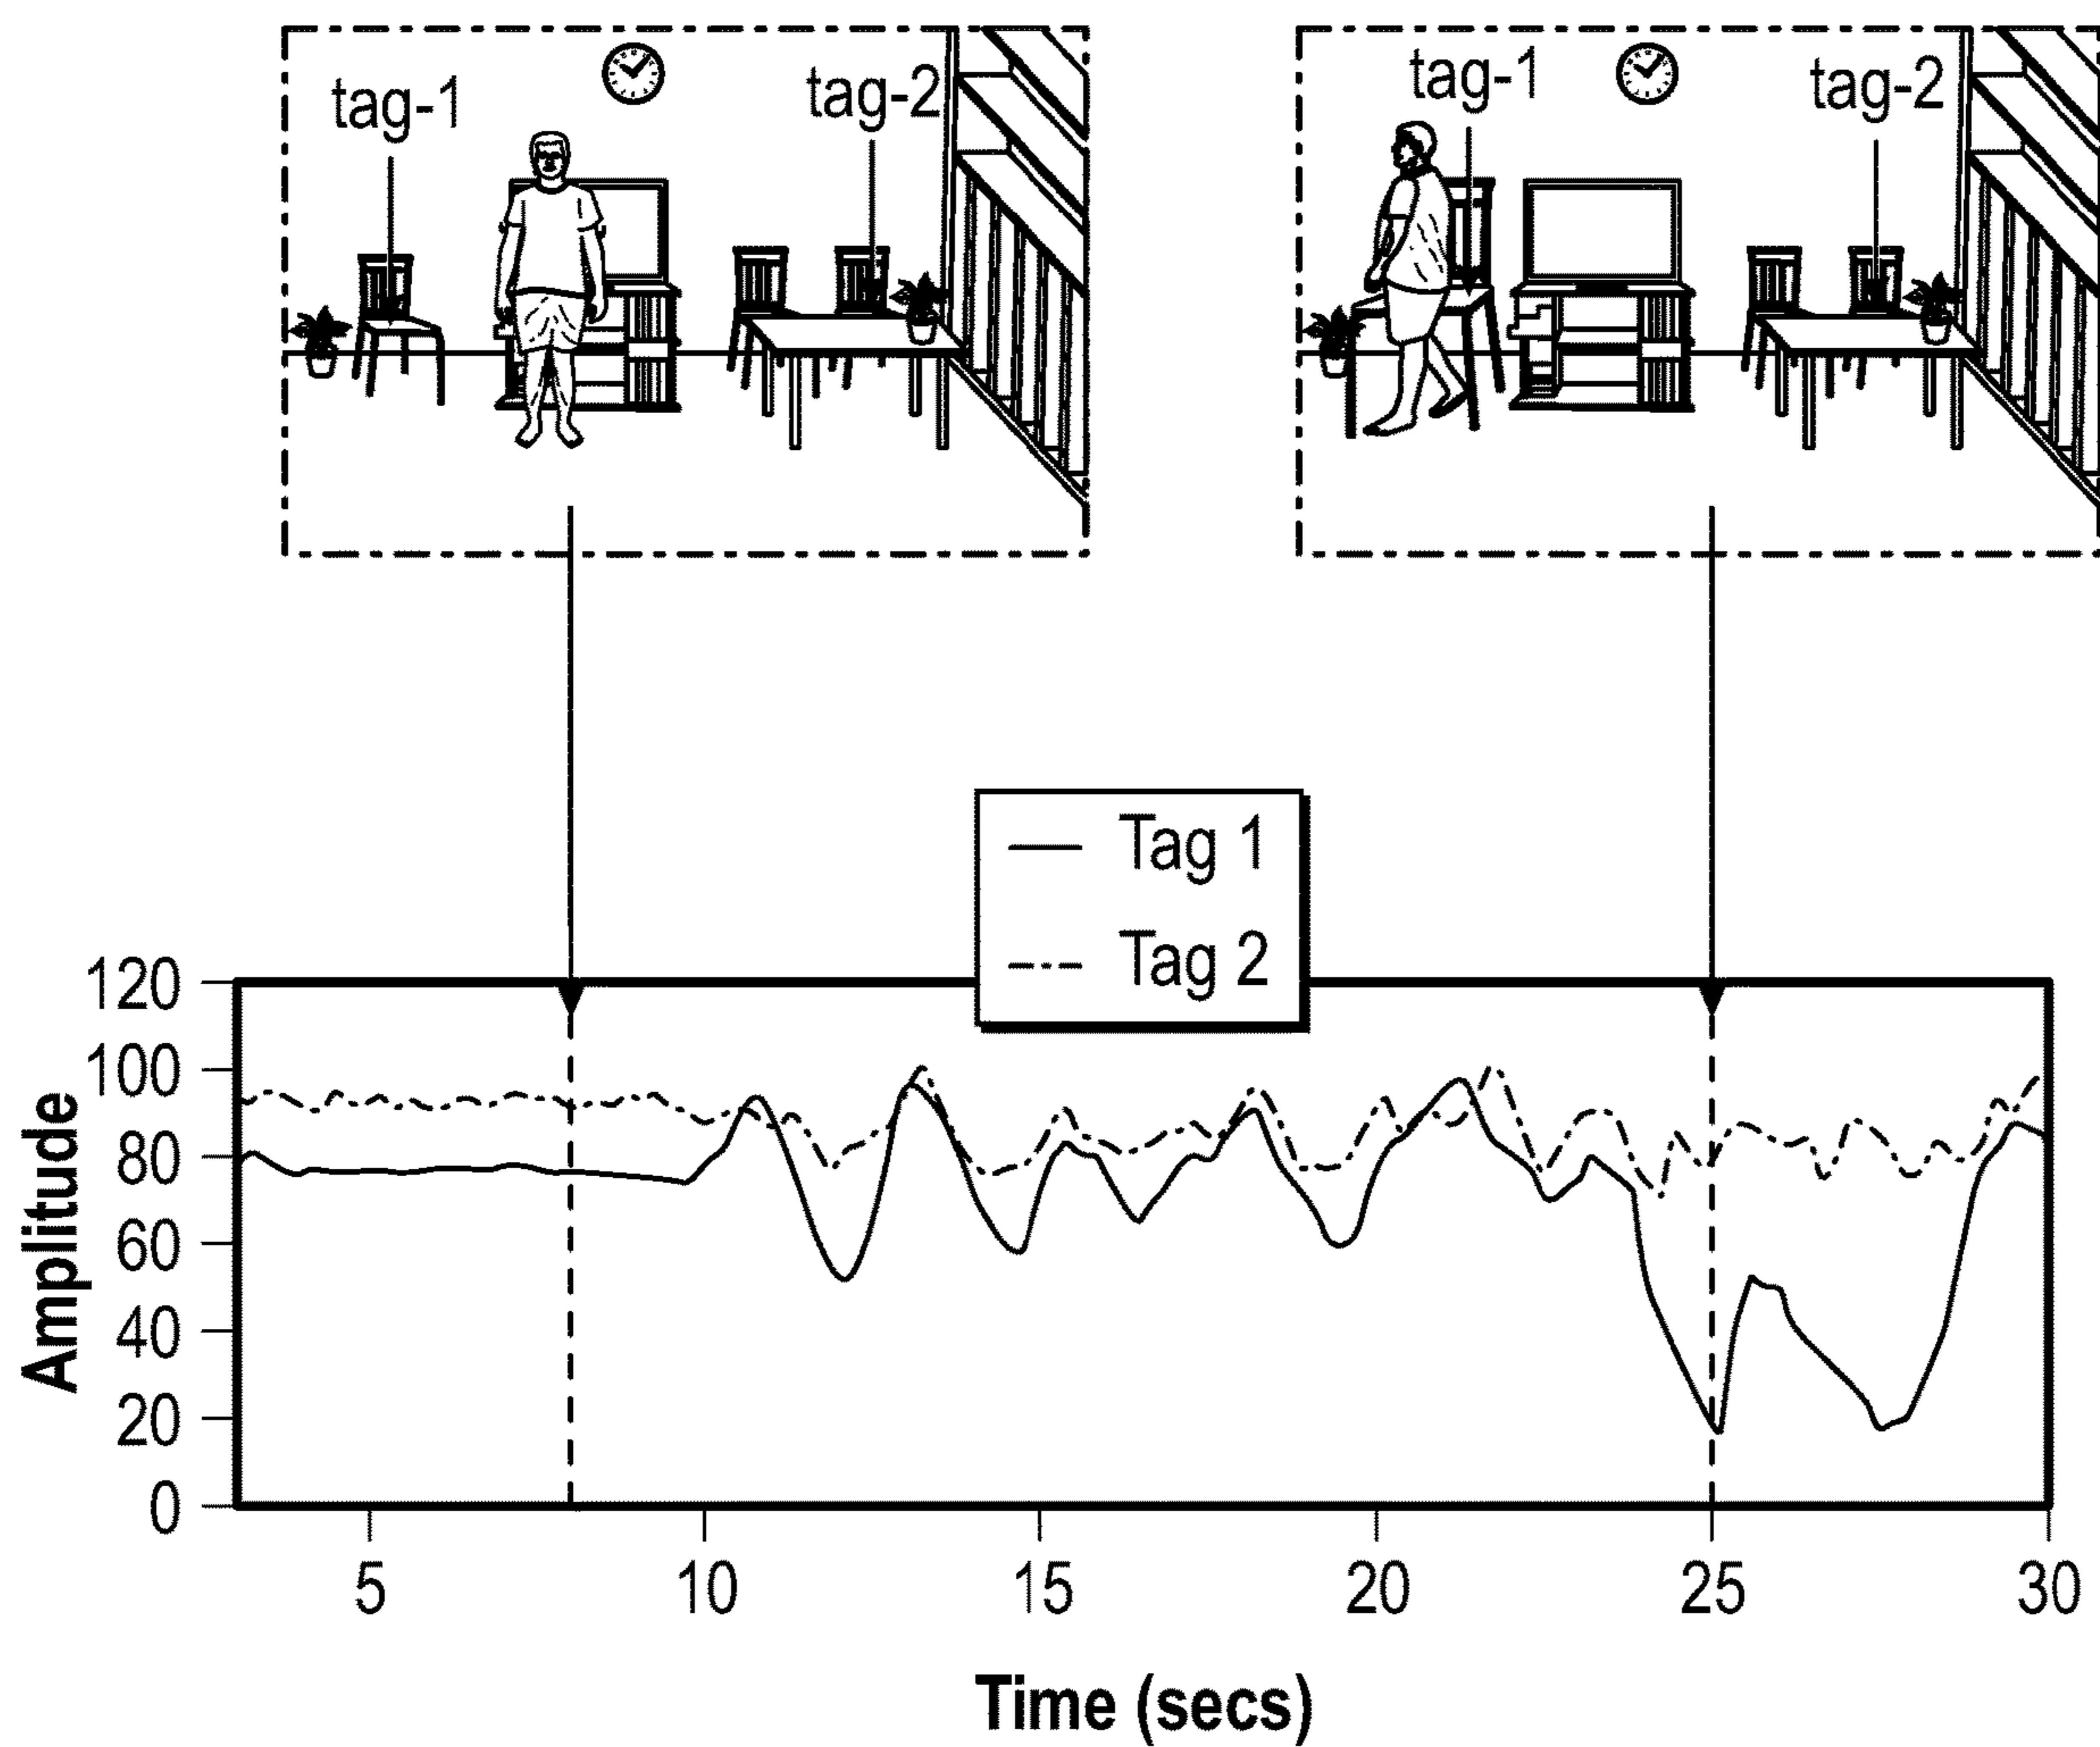 tag-1
tag-2
tag-1
tag-2
Tag 1
Tag 2
120
100
80
60
40
20
0
Amplitude
5 10 15 20 25 30
Time (secs)